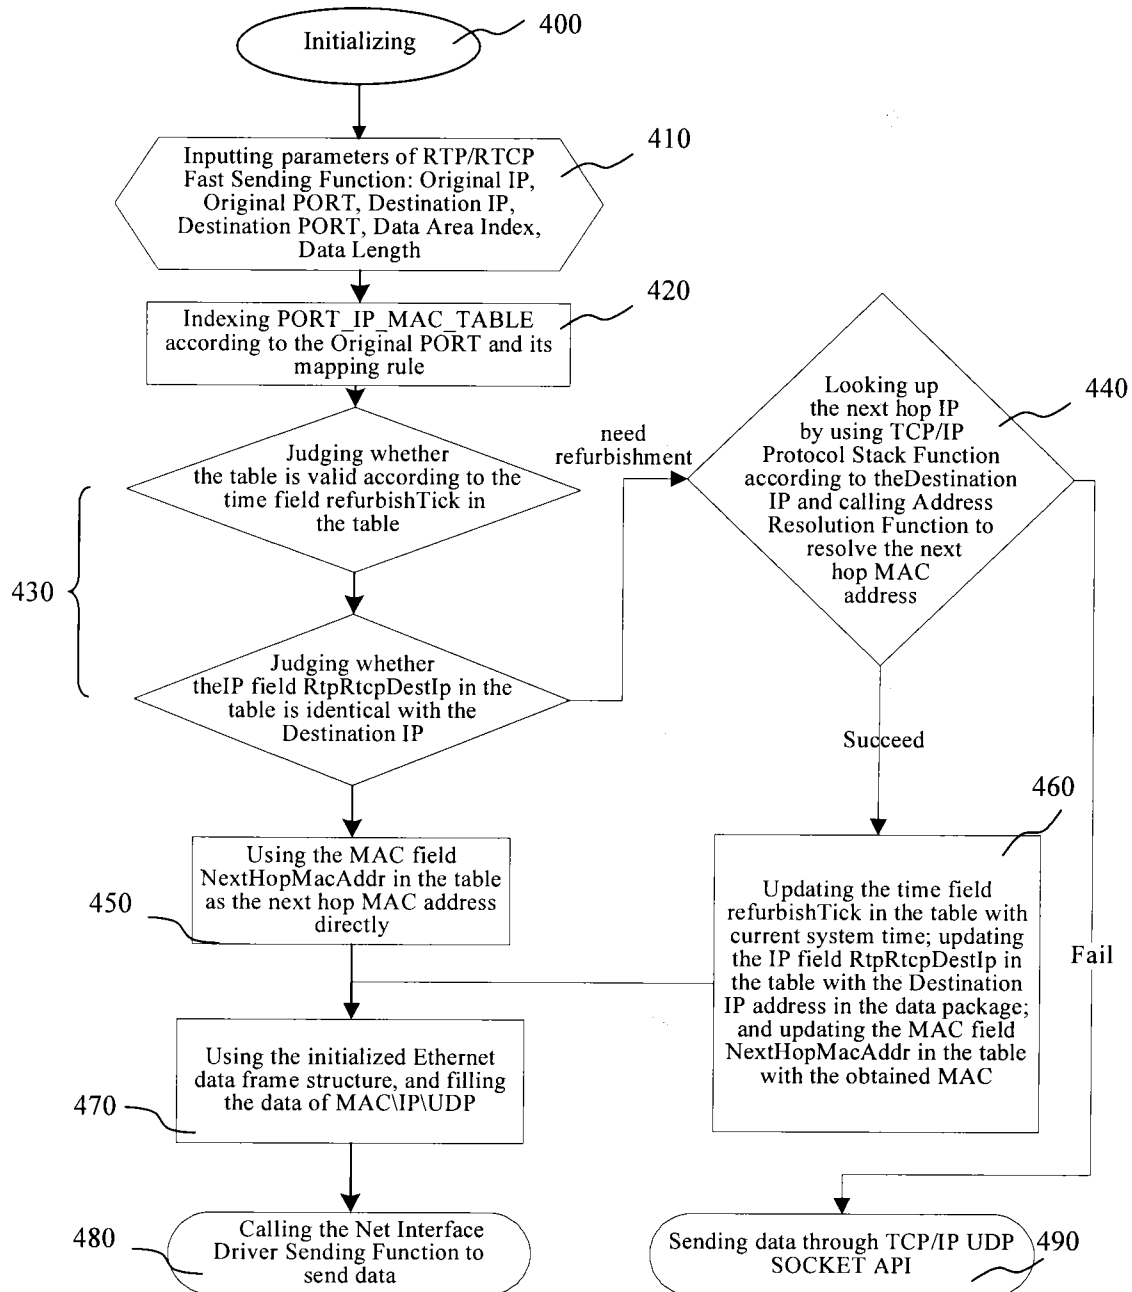 Initializing
400
Inputting parameters of RTP/RTCP
Fast Sending Function: Original IP,
Original PORT, Destination IP,
Destination PORT, Data Area Index,
Data Length
410
Indexing PORT_IP_MAC_TABLE
according to the Original PORT and its
mapping rule
420
Judging whether
the table is valid according to the
time field refurbishTick in
the table
need
refurbishment
Looking up
the next hop IP
by using TCP/IP
Protocol Stack Function
according to theDestination
IP and calling Address
Resolution Function to
resolve the next
hop MAC
address
440
430
Judging whether
theIP field RtpRtcpDestIp in the
table is identical with the
Destination IP
Succeed
Fail
Using the MAC field
NextHopMacAddr in the table
as the next hop MAC address
directly
450
460
Updating the time field
refurbishTick in the table with
current system time; updating
the IP field RtpRtcpDestIp in
the table with the Destination
IP address in the data package;
and updating the MAC field
NextHopMacAddr in the table
with the obtained MAC
Using the initialized Ethernet
data frame structure, and filling
the data of MAC\IP\UDP
470
Calling the Net Interface
Driver Sending Function to
send data
480
Sending data through TCP/IP UDP
SOCKET API
490